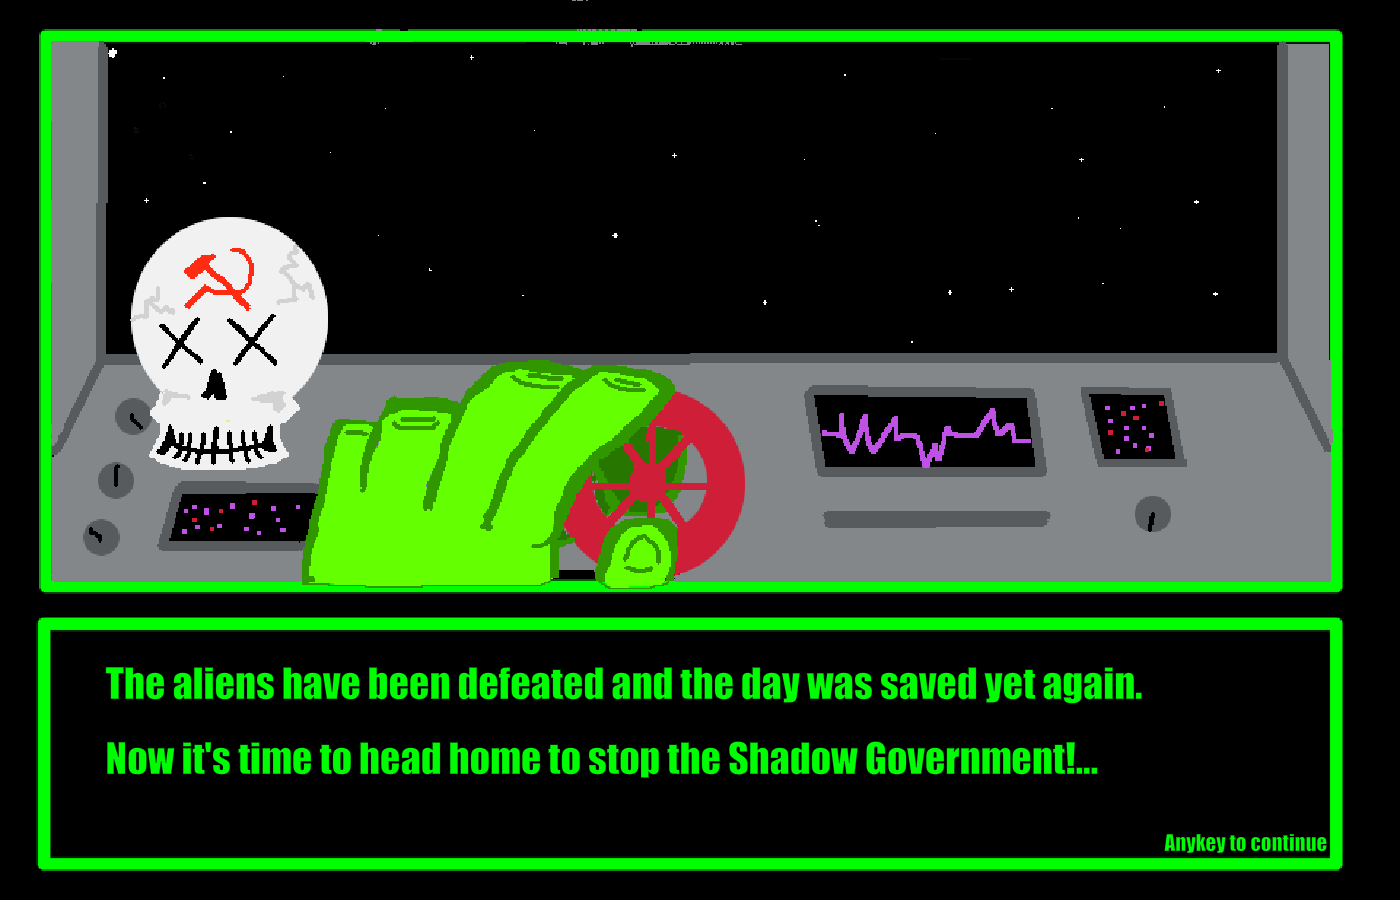 The aliens have been defeated and the day was saved yet again.
Now it's time to head home to stop the Shadow Government!...
Anykey to continue